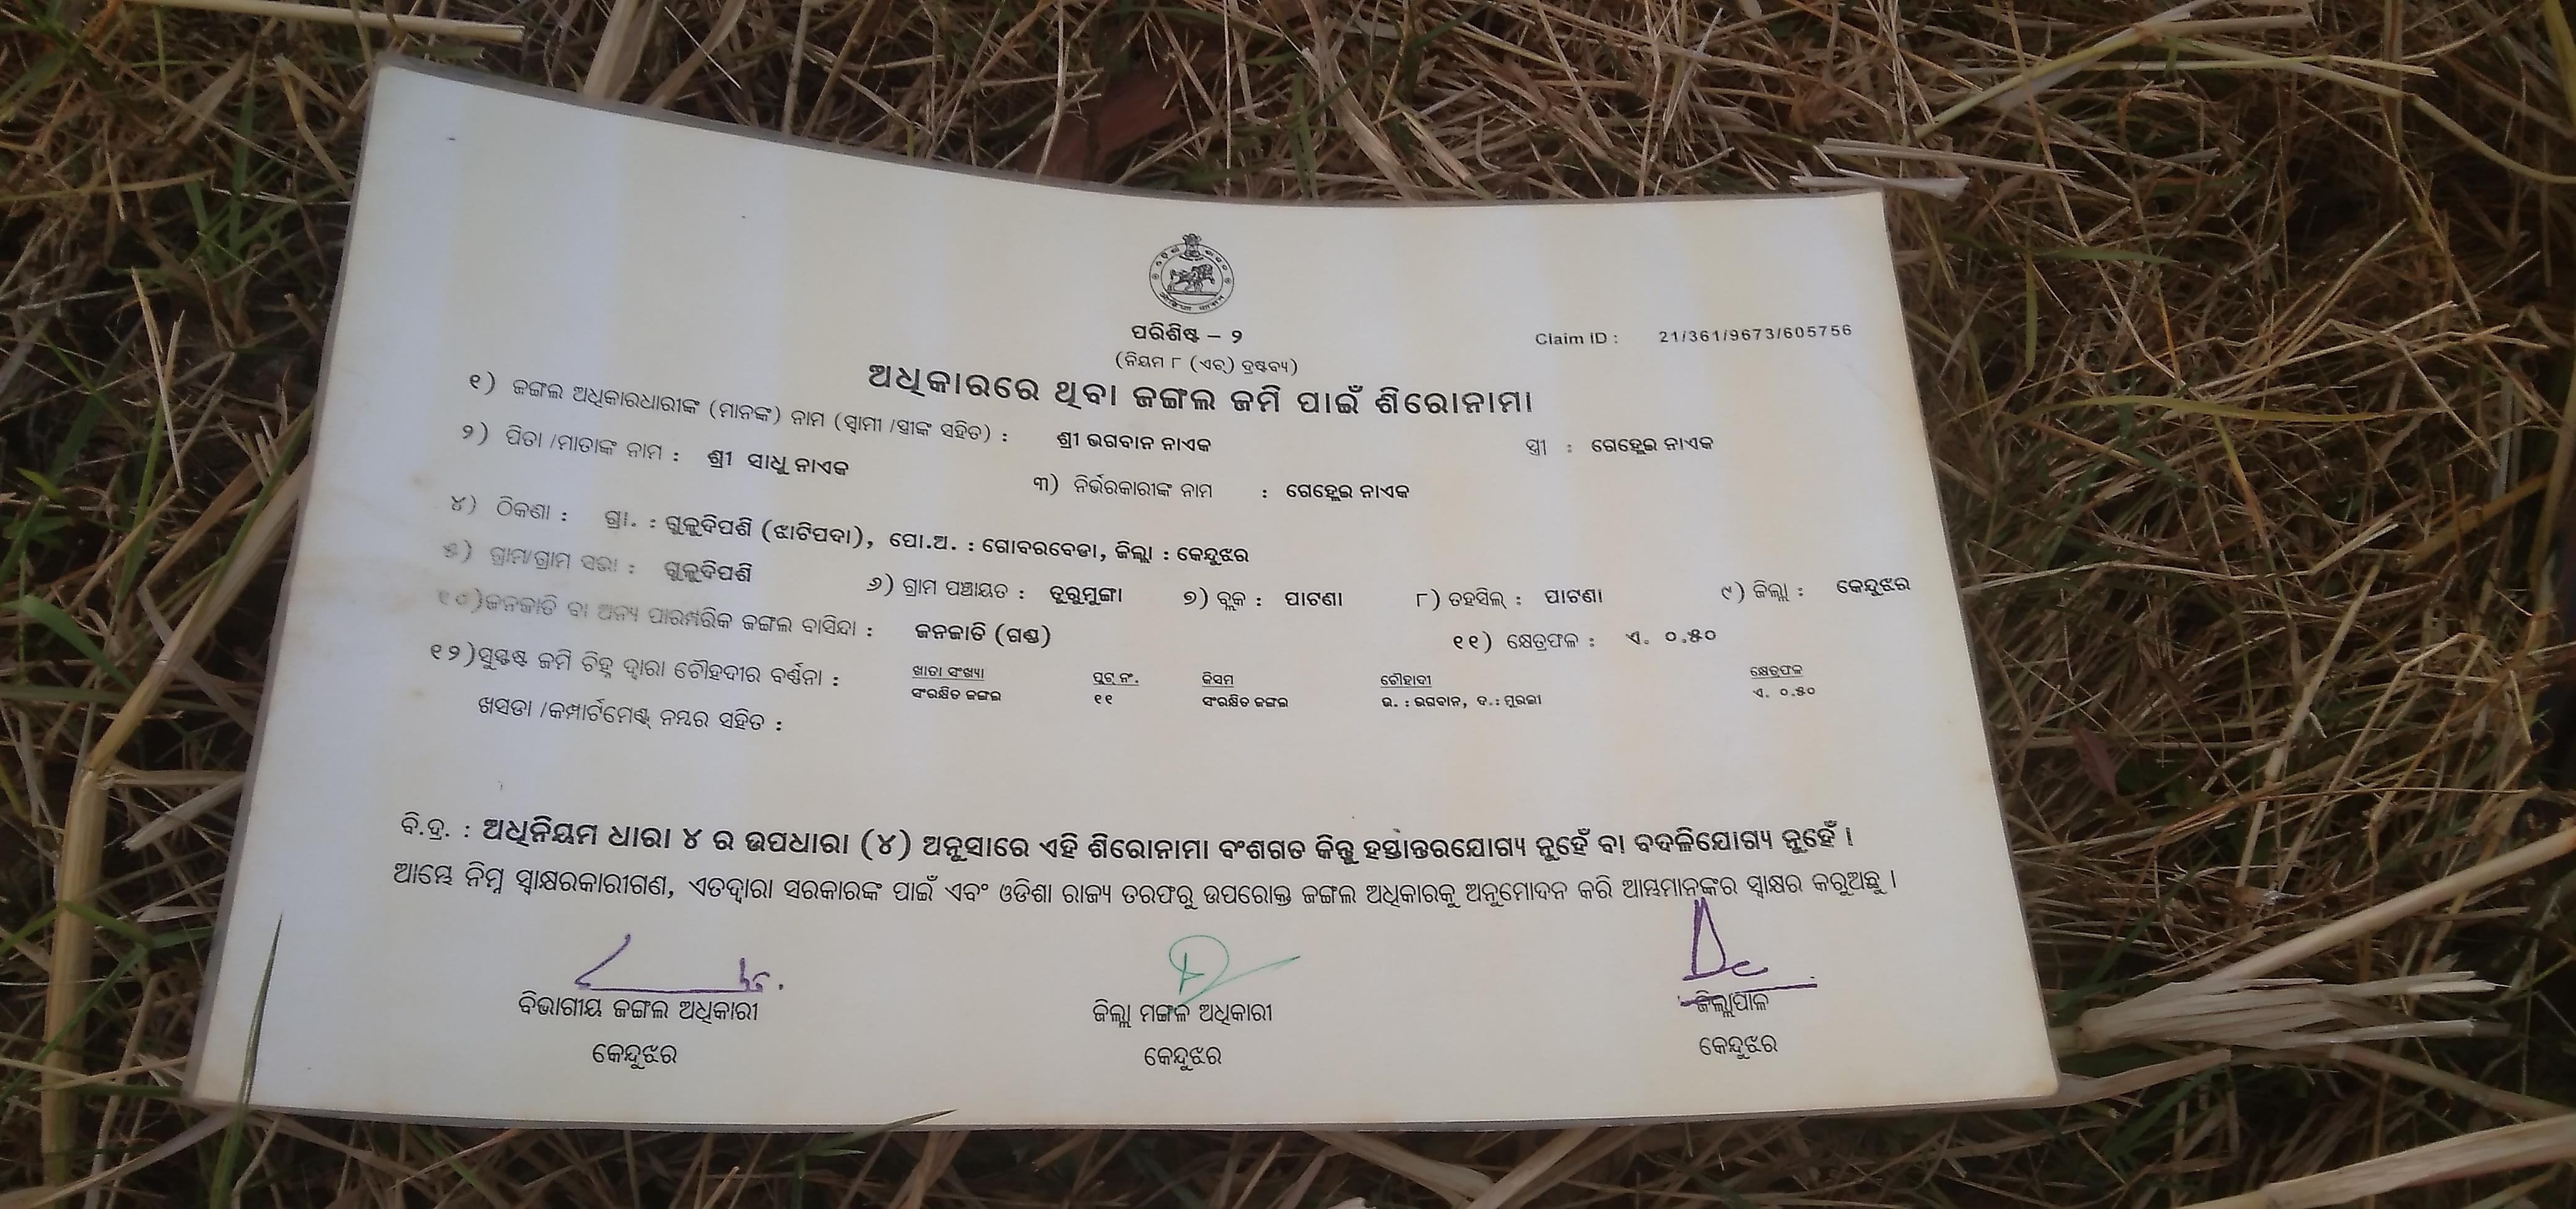 ପରିଶିଷ୍ଟ – ୨
Claim ID : 21/361/9673/605756
(ନିୟମ ୮ (ଏଚ୍) ଦ୍ରଷ୍ଟବ୍ୟ)
ଅଧିକାରରେ ଥିବା ଜଙ୍ଗଲ ଜମି ପାଇଁ ଶିରୋନାମା
୧) ଜଙ୍ଗଲ ଅଧିକାରଧାରୀଙ୍କ (ମାନଙ୍କ) ନାମ (ସ୍ୱାମୀ /ସ୍ତ୍ରୀଙ୍କ ସହିତ) : ଶ୍ରୀ ଭଗବାନ ନାଏକ ସ୍ତ୍ରୀ : ଗେହ୍ଲେଇ ନାଏକ
୨) ପିତା /ମାତାଙ୍କ ନାମ : ଶ୍ରୀ ସାଧୁ ନାଏକ ୩) ନିର୍ଭରକାରୀଙ୍କ ନାମ : ଗେହ୍ଲେଇ ନାଏକ
୪) ଠିକଣା : ଗ୍ରା. : ଗୁଳୁଦିପଶି (ଝାଟିପଦା), ପୋ.ଅ. : ଗୋବରବେଡା, ଜିଲ୍ଲା : କେନ୍ଦୁଝର
୫) ଗ୍ରାମ/ଗ୍ରାମ ସଭା : ଗୁଳୁଦିପଶି ୬) ଗ୍ରାମ ପଞ୍ଚାୟତ : ତୁରୁମୁଙ୍ଗା ୭) ବ୍ଲକ : ପାଟଣା ୮) ତହସିଲ୍ : ପାଟଣା ୯) ଜିଲ୍ଲା : କେନ୍ଦୁଝର
୧୦)ଜନଜାତି ବା ଅନ୍ୟ ପାରମ୍ପରିକ ଜଙ୍ଗଲ ବାସିନ୍ଦା : ଜନଜାତି (ଗଣ୍ଡ) ୧୧) କ୍ଷେତ୍ରଫଳ : ଏ. ୦.୫୦
୧୨)ସୁସ୍ପଷ୍ଟ ଜମି ଚିହ୍ନ ଦ୍ୱାରା ଚୌହଦୀର ବର୍ଣ୍ଣନା : ଖାତା ସଂଖ୍ୟା ପ୍ଲଟ୍ ନଂ. କିସମ ଚୌହାଦୀ କ୍ଷେତ୍ରଫଳ
ସଂରକ୍ଷିତ ଜଙ୍ଗଲ ୧୧ ସଂରକ୍ଷିତ ଜଙ୍ଗଲ ଉ. : ଭଗବାନ, ଦ.: ମୁରଲୀ ଏ. ୦.୫୦
ଖସଡା /କମ୍ପାର୍ଟମେଣ୍ଟ୍ ନମ୍ବର ସହିତ :
ବି.ଦ୍ର. : ଅଧିନିୟମ ଧାରା ୪ ର ଉପଧାରା (୪) ଅନୁସାରେ ଏହି ଶିରୋନାମା ବଂଶଗତ କିନ୍ତୁ ହସ୍ତାନ୍ତରଯୋଗ୍ୟ ନୁହେଁ ବା ବଦଳିଯୋଗ୍ୟ ନୁହେଁ ।
ଆମ୍ଭେ ନିମ୍ନ ସ୍ୱାକ୍ଷରକାରୀଗଣ, ଏତଦ୍ୱାରା ସରକାରଙ୍କ ପାଇଁ ଏବଂ ଓଡିଶା ରାଜ୍ୟ ତରଫରୁ ଉପରୋକ୍ତ ଜଙ୍ଗଲ ଅଧିକାରକୁ ଅନୁମୋଦନ କରି ଆମ୍ଭମାନଙ୍କର ସ୍ୱାକ୍ଷର କରୁଅଛୁ ।
ବିଭାଗୀୟ ଜଙ୍ଗଲ ଅଧିକାରୀ ଜିଲ୍ଲା ମଙ୍ଗଳ ଅଧିକାରୀ ଜିଲ୍ଲାପାଳ
କେନ୍ଦୁଝର କେନ୍ଦୁଝର କେନ୍ଦୁଝର